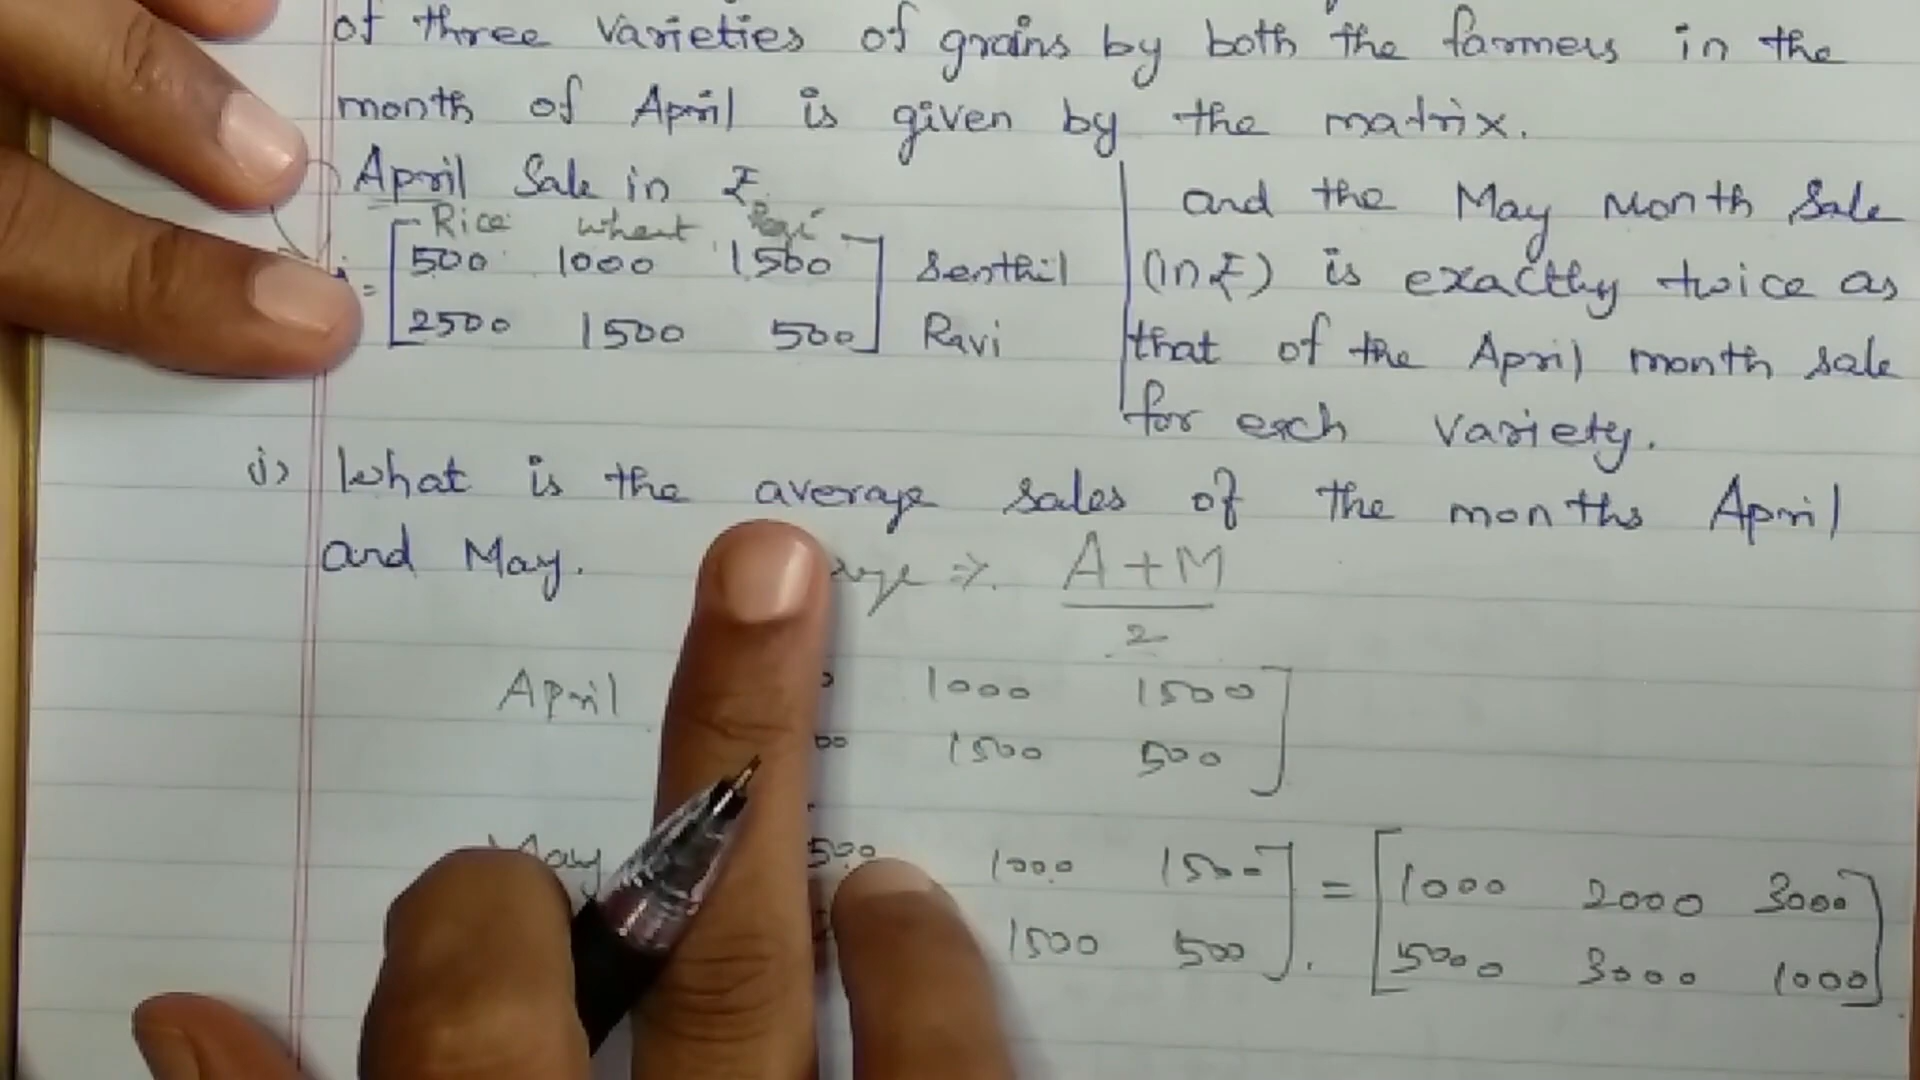 of three varieties of grains by both the farmers in the
month of April is given by the matrix.
April Sale in ₹
Rice wheat Ragi
= [500 1000 1500] Senthil
[2500 1500 500] Ravi
and the May Month Sale
(in ₹) is exactly twice as
that of the April month sale
for each variety.
i) What is the average sales of the months April
and May.
⇒ A+M
2
April 1000 1500]
1500 500]
May 500 1000 1500] = [1000 2000 3000]
1500 500]. [5000 3000 1000]